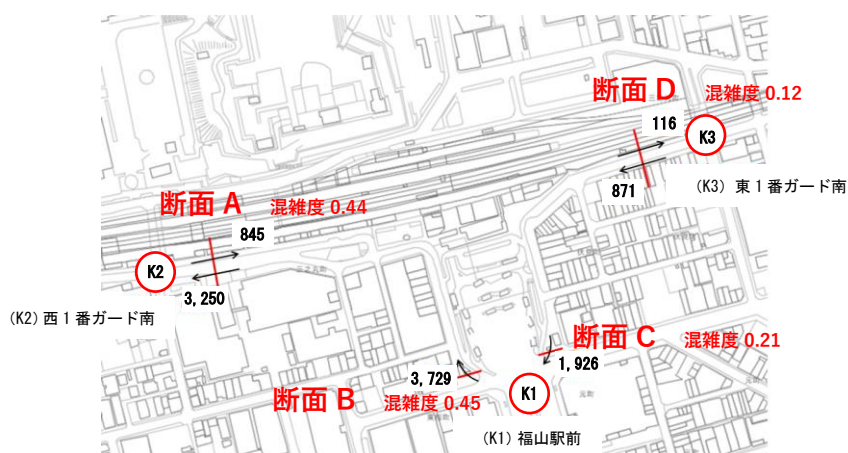 断面 D 混雑度 0.12
116
K3
871
(K3) 東1番ガード南
断面 A 混雑度 0.44
845
K2
3,250
(K2) 西1番ガード南
断面 C 混雑度 0.21
1,926
3,729
断面 B 混雑度 0.45
K1
(K1) 福山駅前